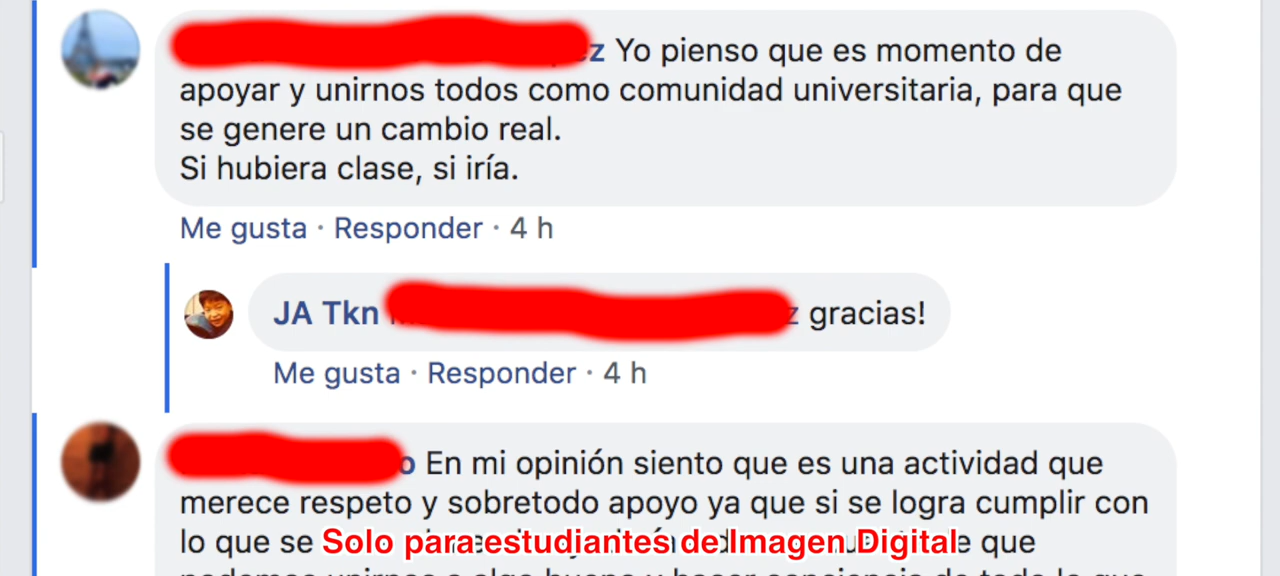 z Yo pienso que es momento de
apoyar y unirnos todos como comunidad universitaria, para que
se genere un cambio real.
Si hubiera clase, si iría.
Me gusta · Responder · 4 h
JA Tkn z gracias!
Me gusta · Responder · 4 h
o En mi opinión siento que es una actividad que
merece respeto y sobretodo apoyo ya que si se logra cumplir con
lo que se que
Solo para estudiantes de Imagen Digital